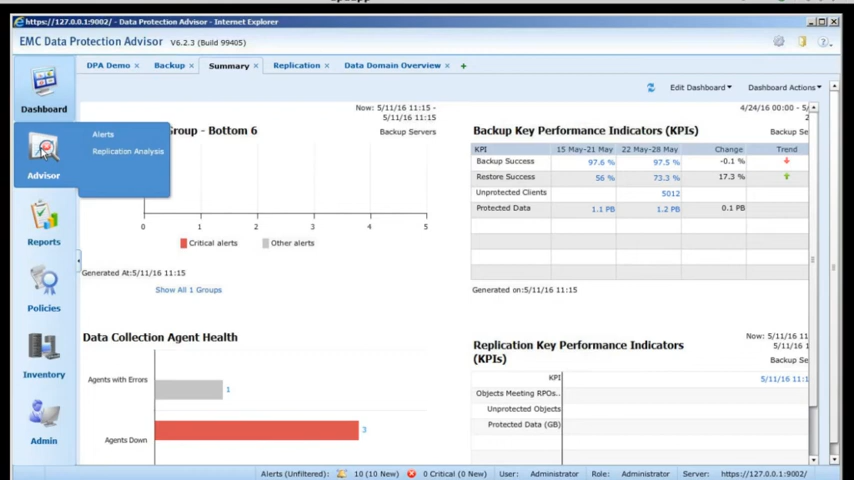 https://127.0.0.1:9002/ - Data Protection Advisor - Internet Explorer
EMC Data Protection Advisor V6.2.3 (Build 99405)
DPA Demo × Backup × Summary × Replication × Data Domain Overview × +
Edit Dashboard Dashboard Actions
Dashboard
Advisor
Reports
Policies
Inventory
Admin
Alerts
Replication Analysis
Now: 5/11/16 11:15 -
5/11/16 11:15
Group - Bottom 6
Backup Servers
0 1 2 3 4 5
Critical alerts Other alerts
Generated At:5/11/16 11:15
Show All 1 Groups
4/24/16 00:00 -
Backup Key Performance Indicators (KPIs)
Backup Se
KPI 15 May-21 May 22 May-28 May Change Trend
Backup Success 97.6 % 97.5 % -0.1 %
Restore Success 56 % 73.3 % 17.3 %
Unprotected Clients 5012
Protected Data 1.1 PB 1.2 PB 0.1 PB
Generated on:5/11/16 11:15
Data Collection Agent Health
Agents with Errors 1
Agents Down 3
Now: 5/11/16 11
5/11/16 11:
Replication Key Performance Indicators
(KPIs)
Backup Se
KPI 5/11/16 11:1
Objects Meeting RPOs..
Unprotected Objects
Protected Data (GB)
Alerts (Unfiltered): 10 (10 New) 0 Critical (0 New) User: Administrator Role: Administrator Server: https://127.0.0.1:9002/